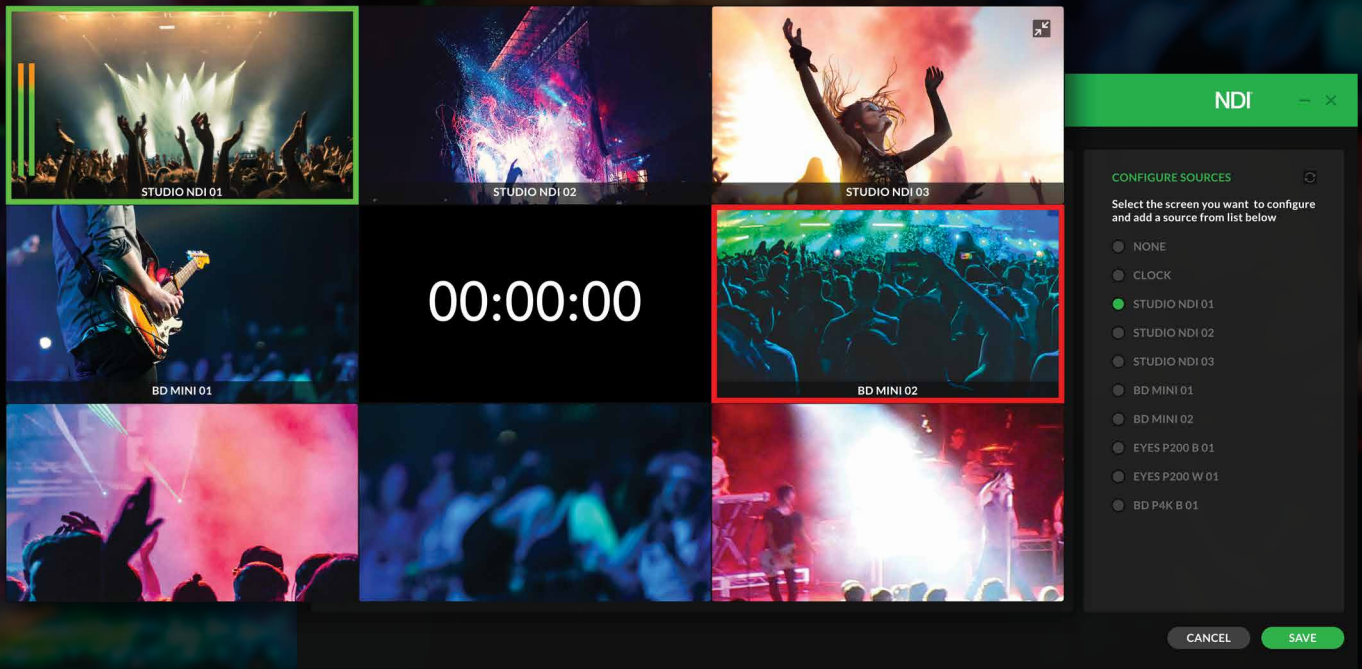 STUDIO NDI 01
STUDIO NDI 02
STUDIO NDI 03
BD MINI 01
00:00:00
BD MINI 02
NDI
CONFIGURE SOURCES
Select the screen you want to configure
and add a source from list below
NONE
CLOCK
STUDIO NDI 01
STUDIO NDI 02
STUDIO NDI 03
BD MINI 01
BD MINI 02
EYES P200 B 01
EYES P200 W 01
BD P4K B 01
CANCEL
SAVE